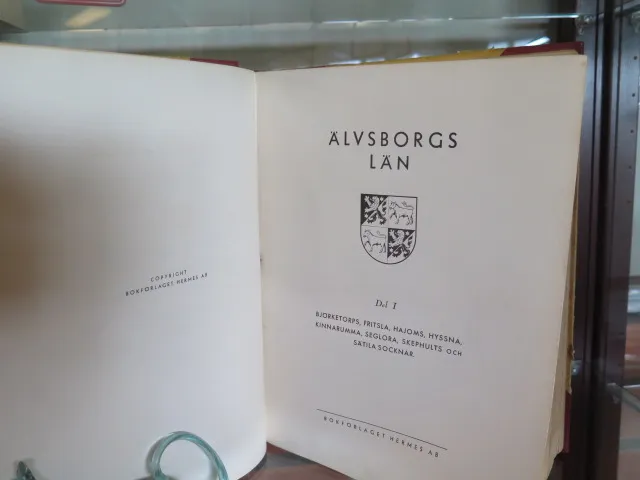 COPYRIGHT
BOKFÖRLAGET HERMES AB
ÄLVSBORGS
LÄN
Del I
BJÖRKETORPS, FRITSLA, HAJOMS, HYSSNA,
KINNARUMMA, SEGLORA, SKEPHULTS OCH
SÄTILA SOCKNAR
BOKFÖRLAGET HERMES AB